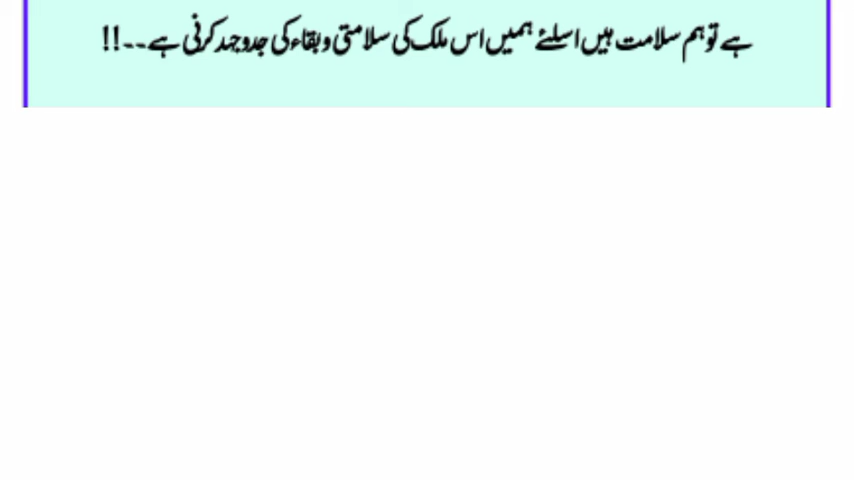 ہے تو ہم سلامت ہیں اسلئے ہمیں اس ملک کی سلامتی و بقاء کی جدوجہد کرنی ہے--!!